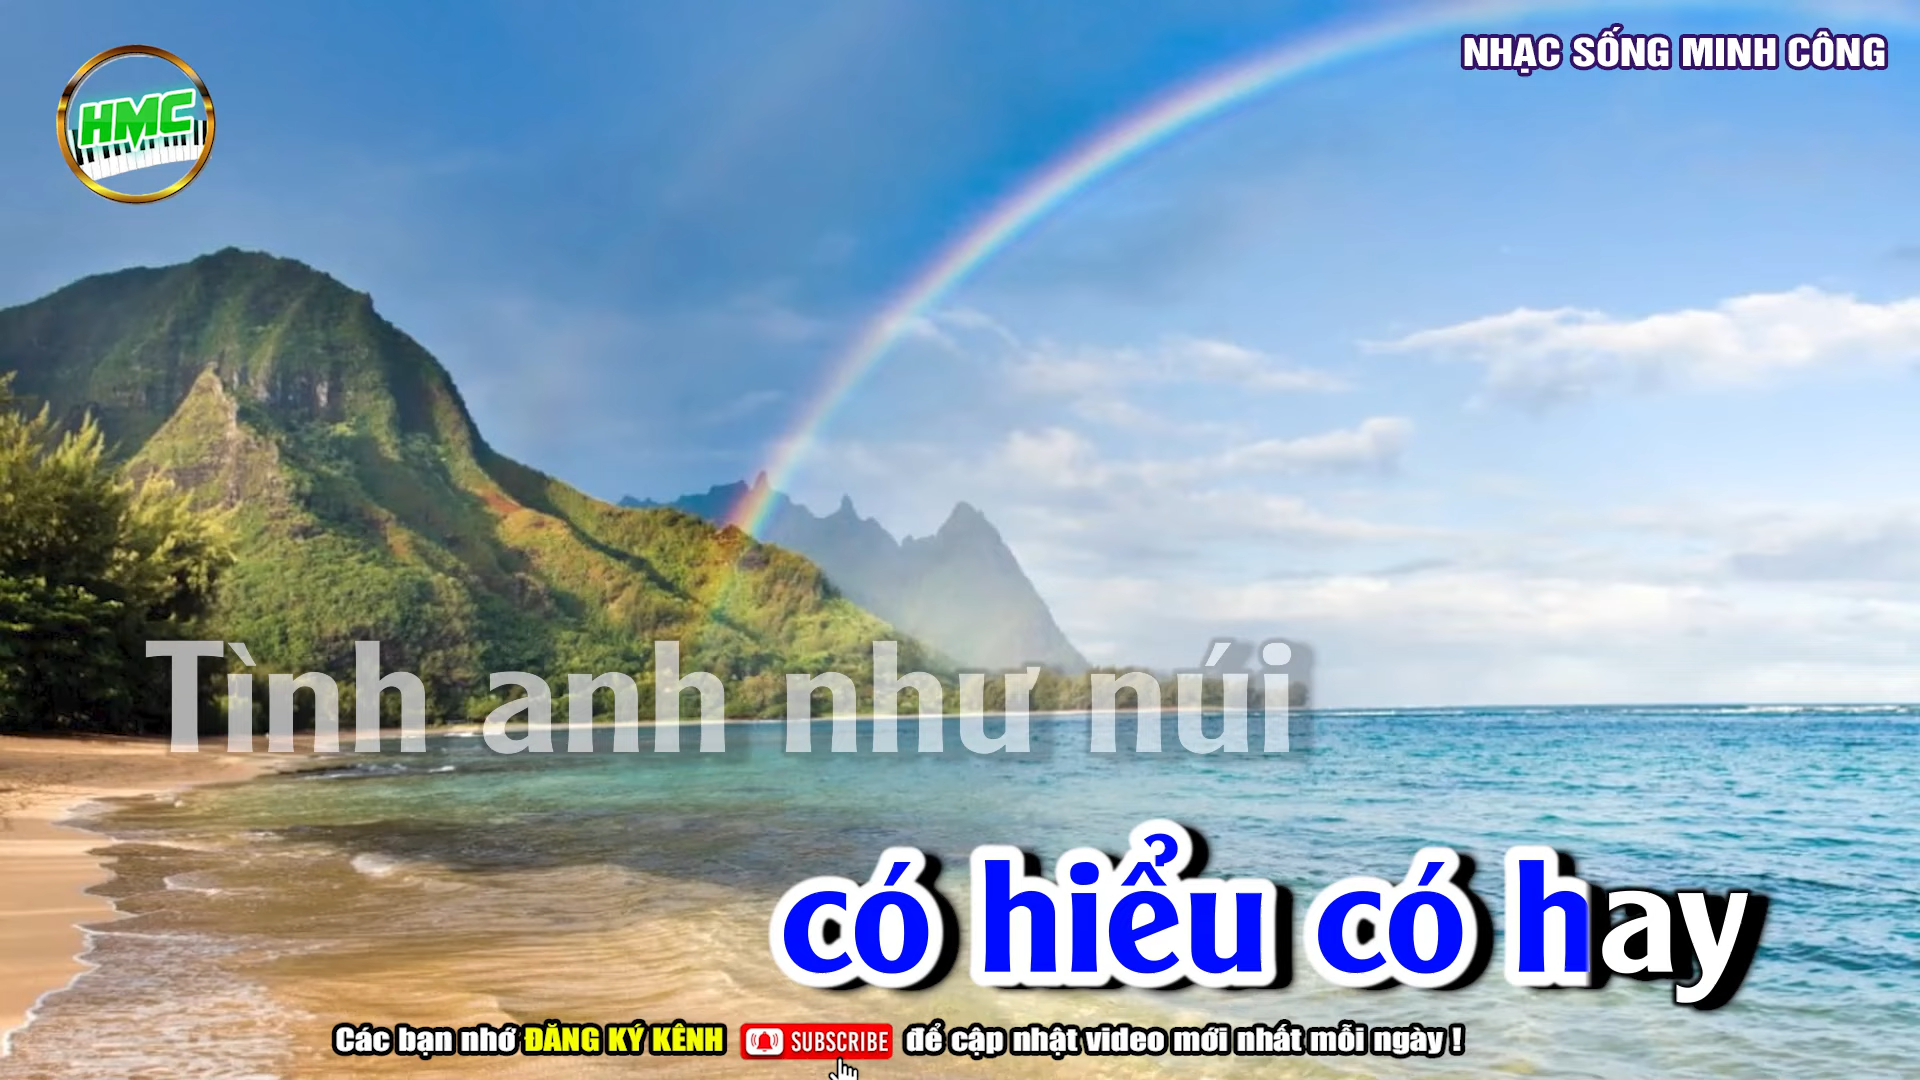 NHẠC SỐNG MINH CÔNG
HMC
Tình anh như núi
có hiểu có hay
Các bạn nhớ ĐĂNG KÝ KÊNH SUBSCRIBE để cập nhật video mới nhất mỗi ngày !